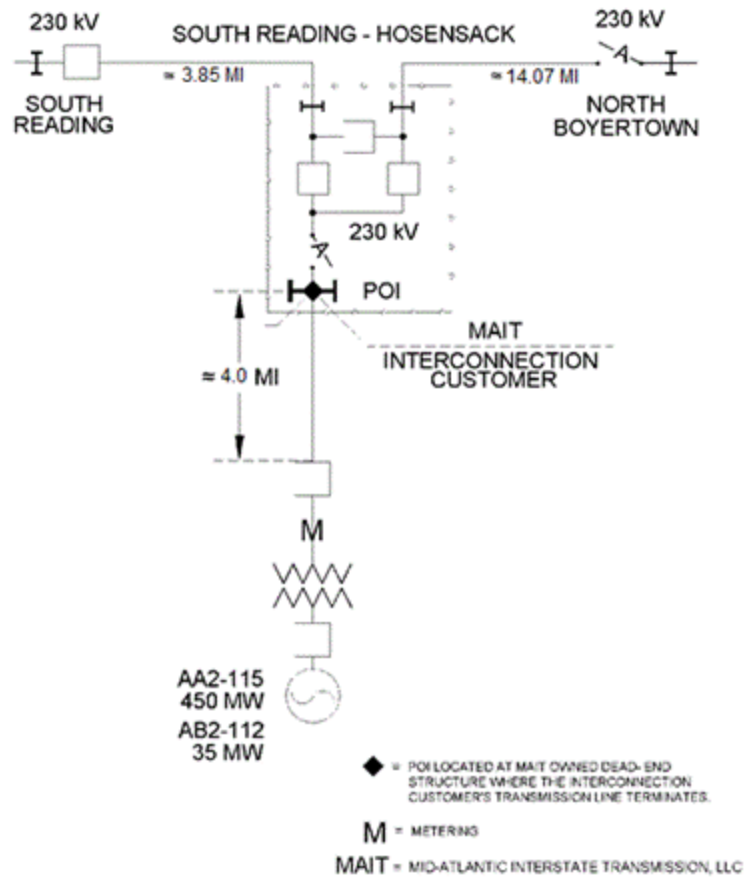 230 kV
SOUTH READING - HOSENSACK
230 kV
≈ 3.85 MI
≈ 14.07 MI
SOUTH
READING
NORTH
BOYERTOWN
230 kV
A
A
POI
MAIT
INTERCONNECTION
CUSTOMER
≈ 4.0 MI
M
AA2-115
450 MW
AB2-112
35 MW
= POI LOCATED AT MAIT OWNED DEAD- END
STRUCTURE WHERE THE INTERCONNECTION
CUSTOMER'S TRANSMISSION LINE TERMINATES.
M = METERING
MAIT = MID-ATLANTIC INTERSTATE TRANSMISSION, LLC